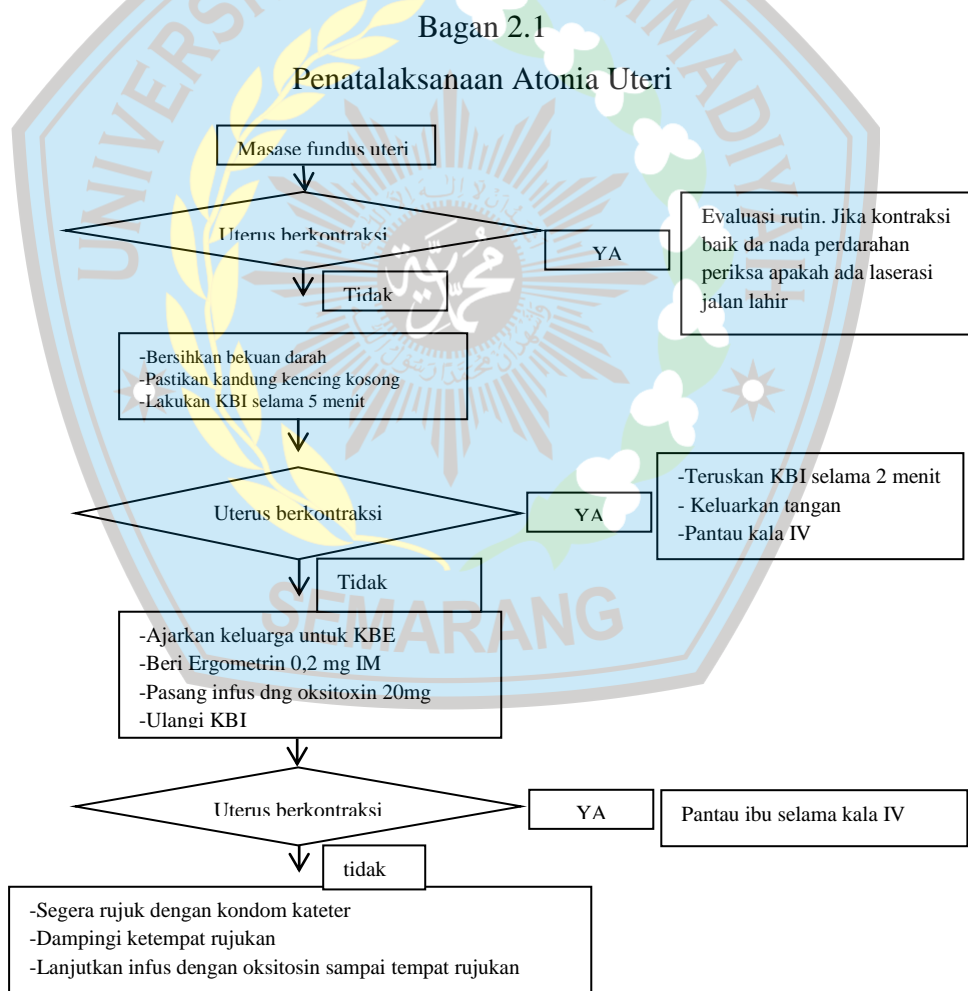 Bagan 2.1
Penatalaksanaan Atonia Uteri
Masase fundus uteri
Uterus berkontraksi
YA
Evaluasi rutin. Jika kontraksi
baik da nada perdarahan
periksa apakah ada laserasi
jalan lahir
Tidak
-Bersihkan bekuan darah
-Pastikan kandung kencing kosong
-Lakukan KBI selama 5 menit
Uterus berkontraksi
YA
-Teruskan KBI selama 2 menit
- Keluarkan tangan
-Pantau kala IV
Tidak
SEMARANG
-Ajarkan keluarga untuk KBE
-Beri Ergometrin 0,2 mg IM
-Pasang infus dng oksitoxin 20mg
-Ulangi KBI
Uterus berkontraksi
YA
Pantau ibu selama kala IV
tidak
-Segera rujuk dengan kondom kateter
-Dampingi ketempat rujukan
-Lanjutkan infus dengan oksitosin sampai tempat rujukan